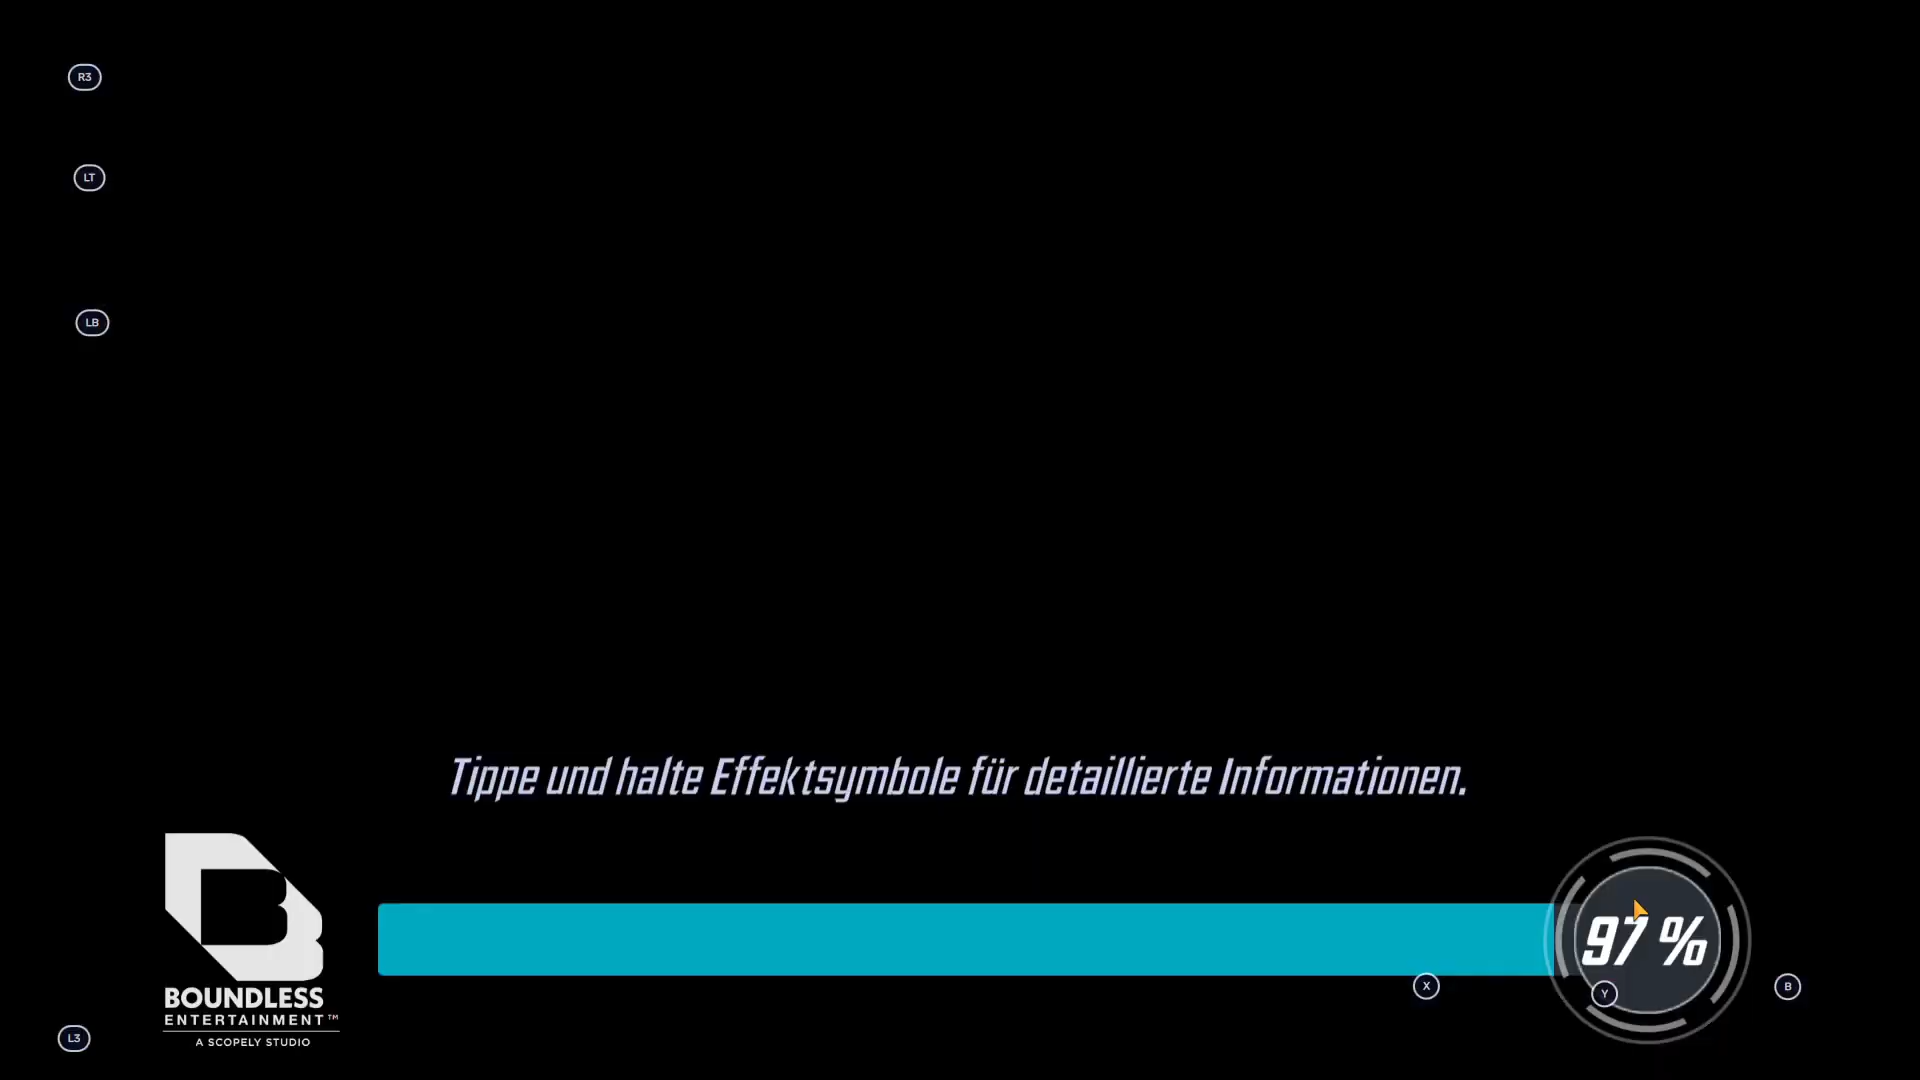 R3
LT
LB
Tippe und halte Effektsymbole für detaillierte Informationen.
97 %
X
Y
B
BOUNDLESS
ENTERTAINMENT™
A SCOPELY STUDIO
L3